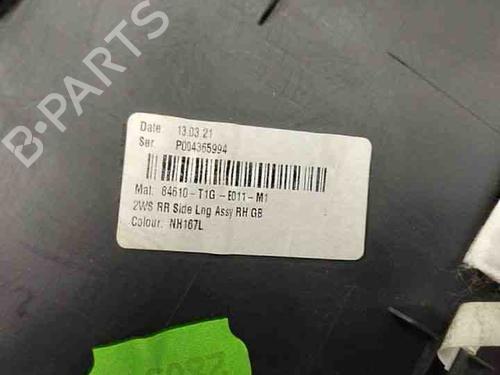 B-PARTS
Date: 13.03.21
Ser. P004365994
Mat: 84610-T1G-E011-M1
2WS RR Side Lng Assy RH GB
Colour: NH167L